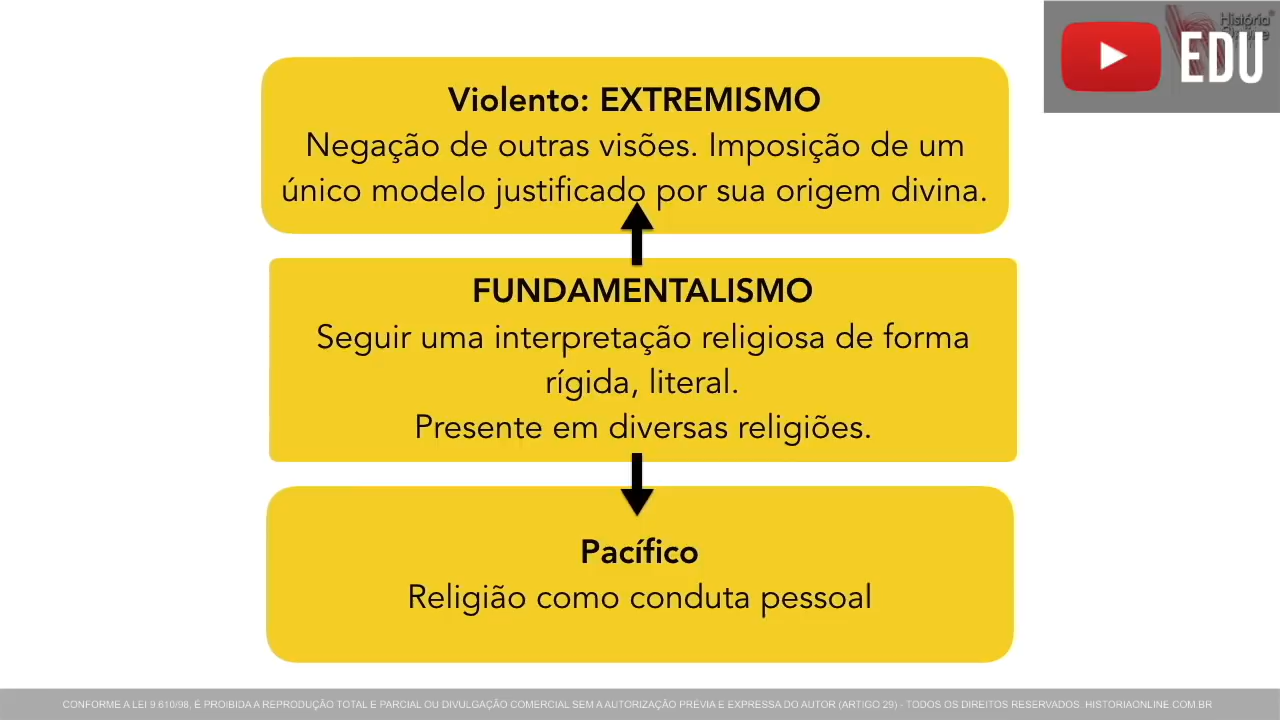 História
Online
EDU
Violento: EXTREMISMO
Negação de outras visões. Imposição de um
único modelo justificado por sua origem divina.
FUNDAMENTALISMO
Seguir uma interpretação religiosa de forma
rígida, literal.
Presente em diversas religiões.
Pacífico
Religião como conduta pessoal
CONFORME A LEI 9.610/98, É PROIBIDA A REPRODUÇÃO TOTAL E PARCIAL OU DIVULGAÇÃO COMERCIAL SEM A AUTORIZAÇÃO PRÉVIA E EXPRESSA DO AUTOR (ARTIGO 29) - TODOS OS DIREITOS RESERVADOS. HISTORIAONLINE.COM.BR